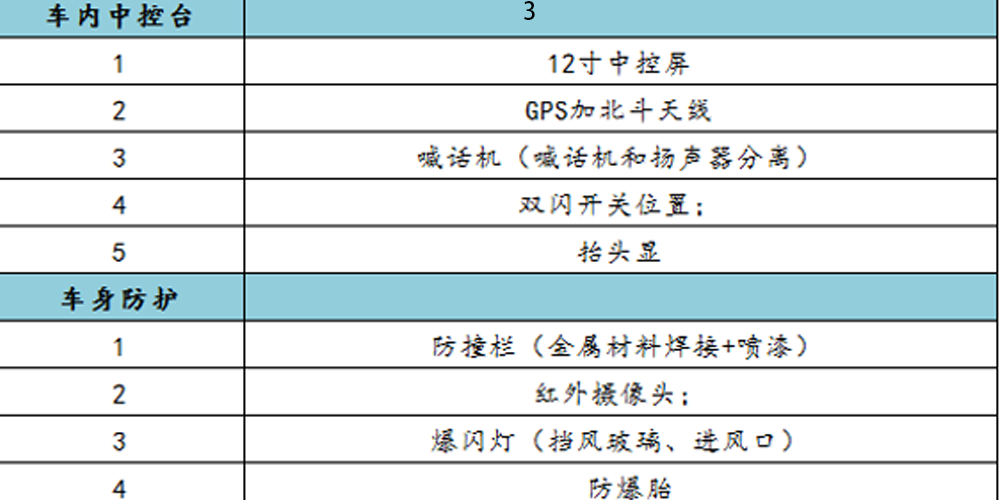 车内中控台 3
1 12寸中控屏
2 GPS加北斗天线
3 喊话机（喊话机和扬声器分离）
4 双闪开关位置；
5 抬头显
车身防护
1 防撞栏（金属材料焊接+喷漆）
2 红外摄像头；
3 爆闪灯（挡风玻璃、进风口）
4 防爆胎